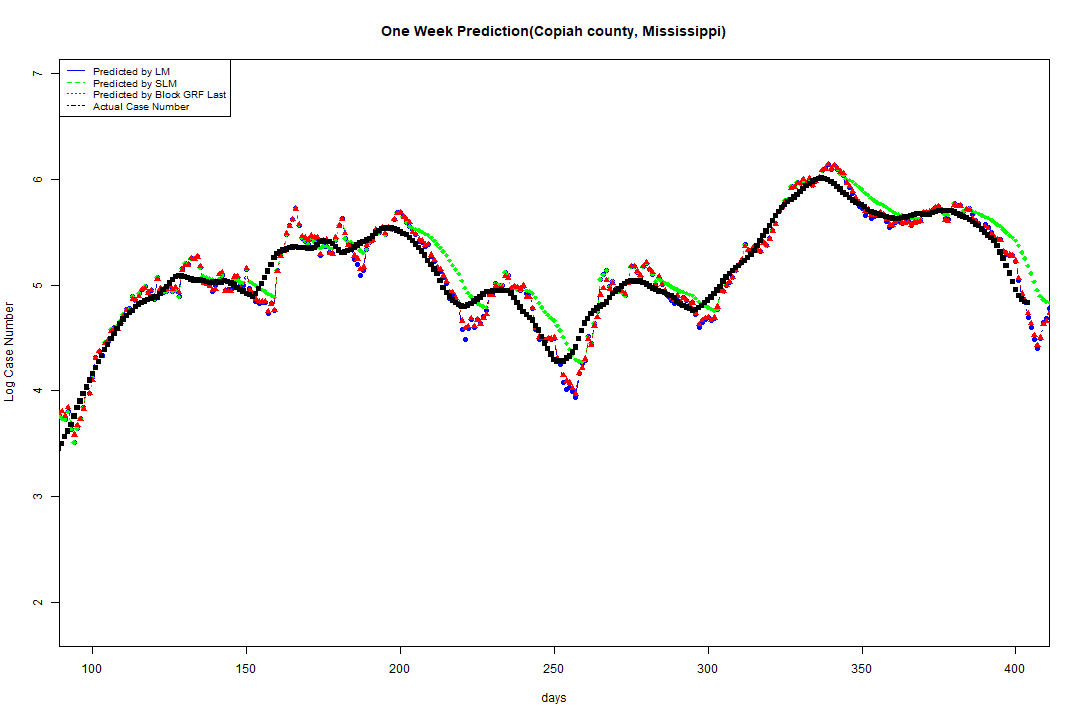 One Week Prediction(Copiah county, Mississippi)
Predicted by LM
Predicted by SLM
Predicted by Block GRF Last
Actual Case Number
7
6
5
4
3
2
Log Case Number
100 150 200 250 300 350 400
days